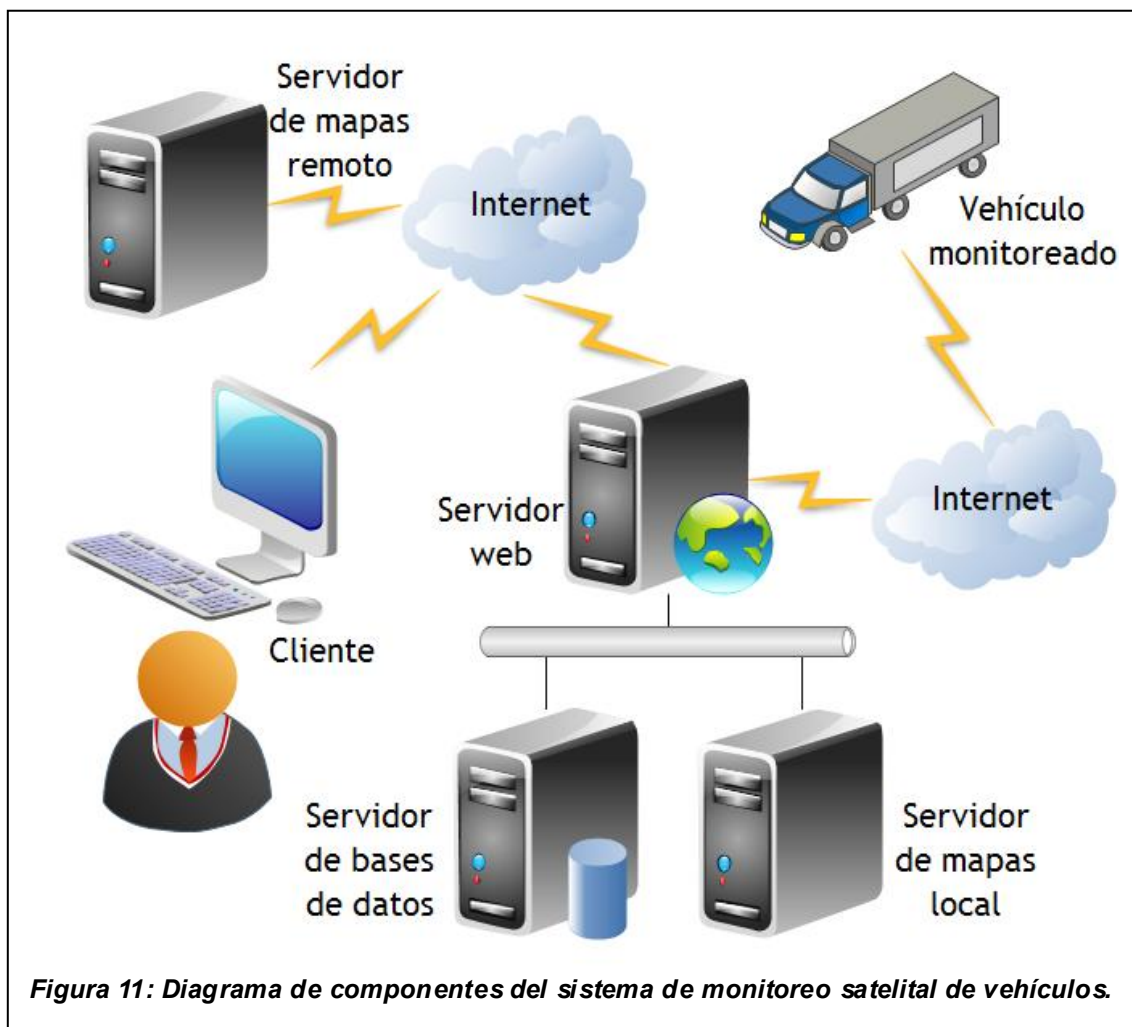 Servidor
de mapas
remoto
Internet
Vehículo
monitoreado
Servidor
web
Internet
Cliente
Servidor
de bases
de datos
Servidor
de mapas
local
Figura 11: Diagrama de componentes del sistema de monitoreo satelital de vehículos.